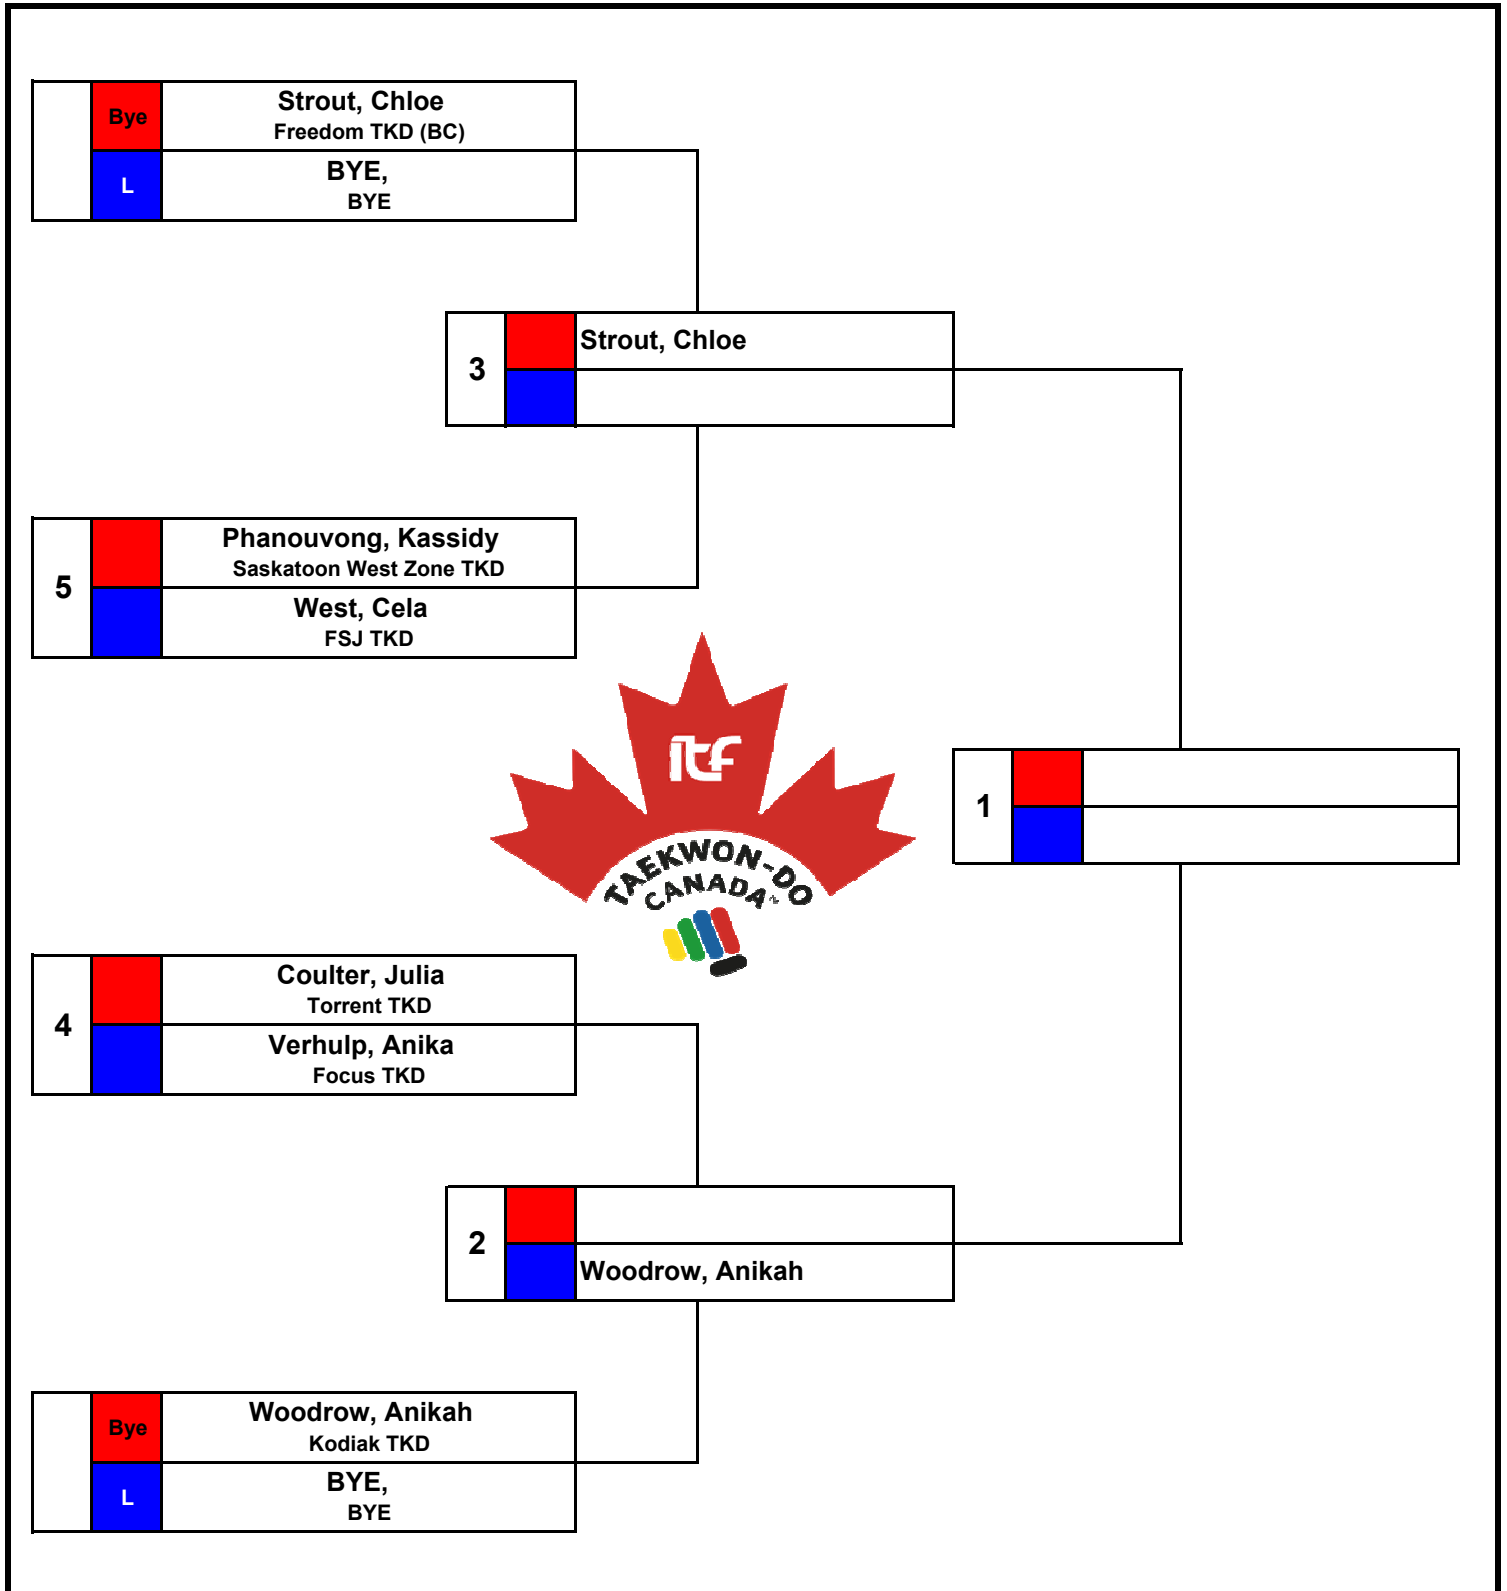 Bye
Strout, Chloe
Freedom TKD (BC)
L
BYE,
BYE
3
Strout, Chloe
5
Phanouvong, Kassidy
Saskatoon West Zone TKD
West, Cela
FSJ TKD
itf
TAEKWON-DO
CANADA
1
4
Coulter, Julia
Torrent TKD
Verhulp, Anika
Focus TKD
2
Woodrow, Anikah
Bye
Woodrow, Anikah
Kodiak TKD
L
BYE,
BYE